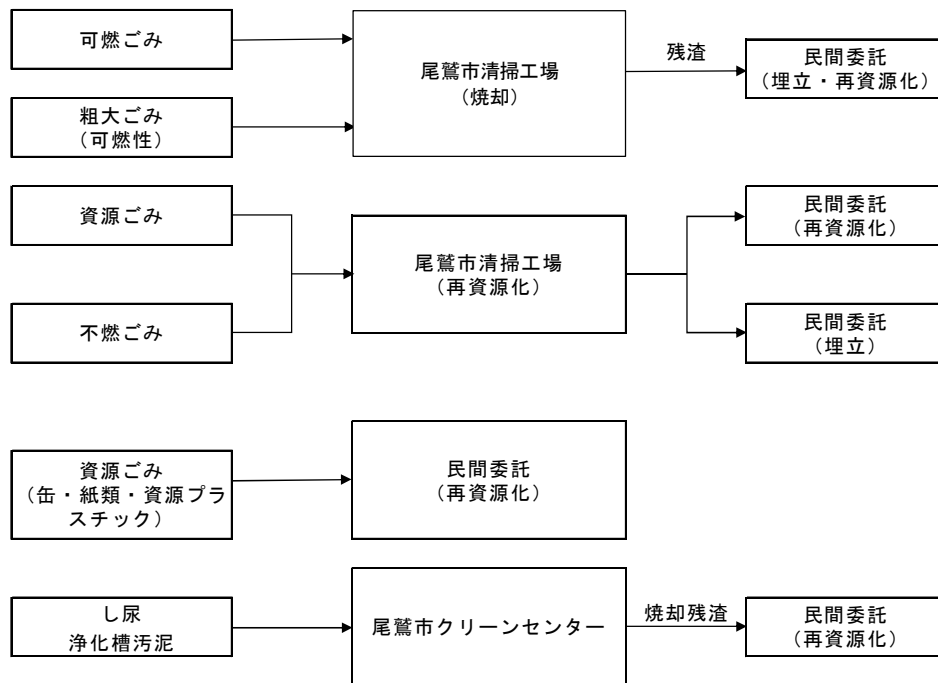 可燃ごみ
粗大ごみ
（可燃性）
尾鷲市清掃工場
（焼却）
残渣
民間委託
（埋立・再資源化）
資源ごみ
不燃ごみ
尾鷲市清掃工場
（再資源化）
民間委託
（再資源化）
民間委託
（埋立）
資源ごみ
（缶・紙類・資源プラ
スチック）
民間委託
（再資源化）
し尿
浄化槽汚泥
尾鷲市クリーンセンター
焼却残渣
民間委託
（再資源化）